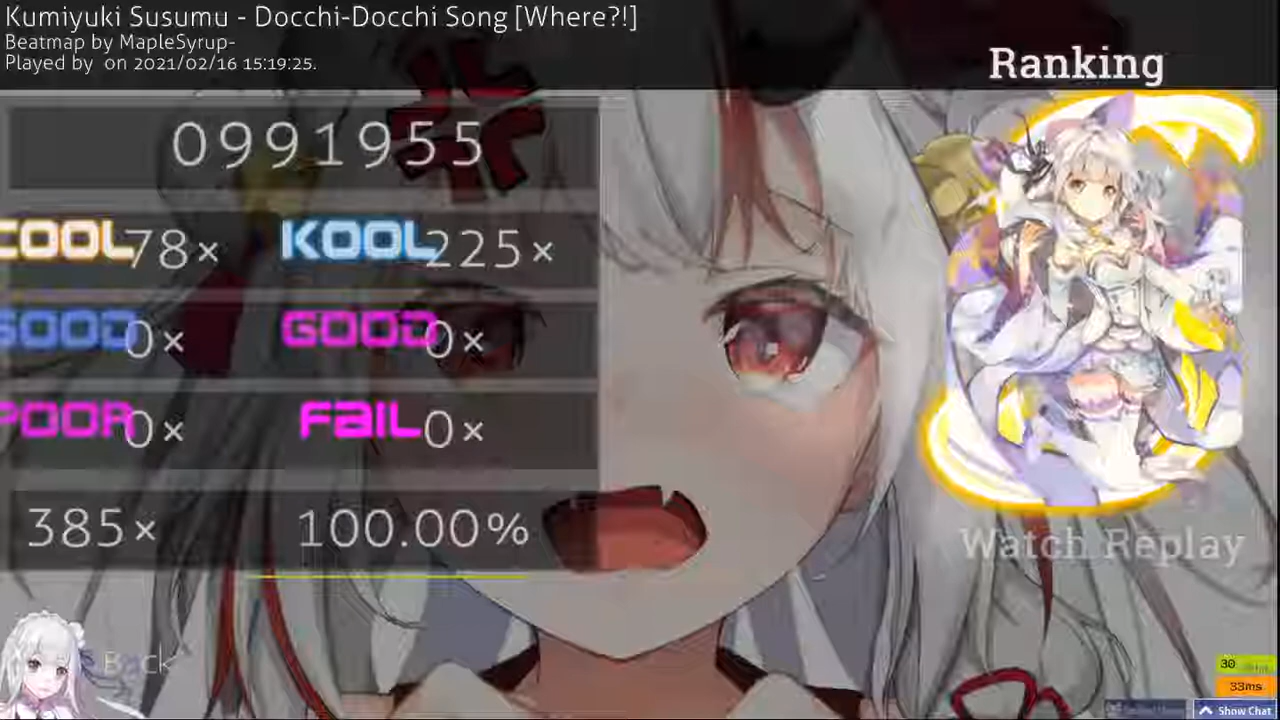 Kumiyuki Susumu - Docchi-Docchi Song [Where?!]
Beatmap by MapleSyrup-
Played by  on 2021/02/16 15:19:25.
Ranking
0991955
COOL 78× KOOL 225×
GOOD 0× GOOD 0×
POOR 0× FAIL 0×
385× 100.00%
Watch Replay
Back
30
33ms
Show Chat